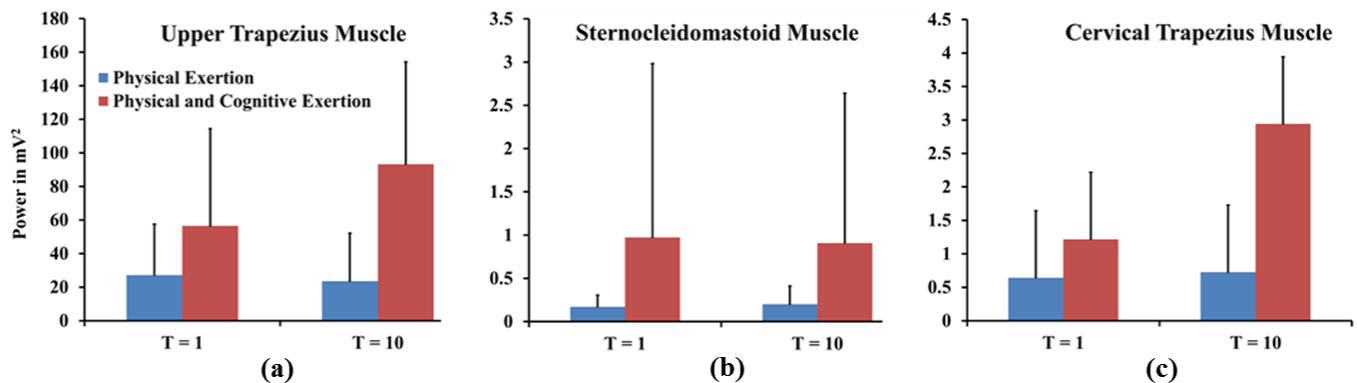 Upper Trapezius Muscle
Physical Exertion
Physical and Cognitive Exertion
Power in mV²
180
160
140
120
100
80
60
40
20
0
T = 1
T = 10
(a)
Sternocleidomastoid Muscle
3.5
3
2.5
2
1.5
1
0.5
0
T = 1
T = 10
(b)
Cervical Trapezius Muscle
4.5
4
3.5
3
2.5
2
1.5
1
0.5
0
T = 1
T = 10
(c)